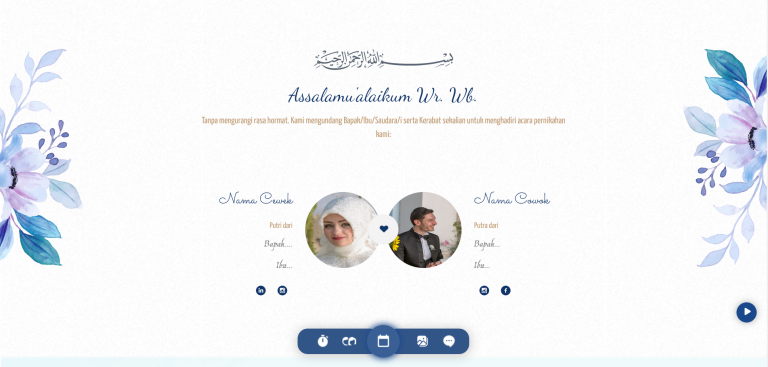 بسم الله الرحمن الرحيم
Assalamu'alaikum Wr. Wb.
Tanpa mengurangi rasa hormat. Kami mengundang Bapak/Ibu/Saudara/i serta Kerabat sekalian untuk menghadiri acara pernikahan
kami:
Nama Cewek
Putri dari
Bapak....
Ibu...
Nama Cowok
Putra dari
Bapak...
Ibu...